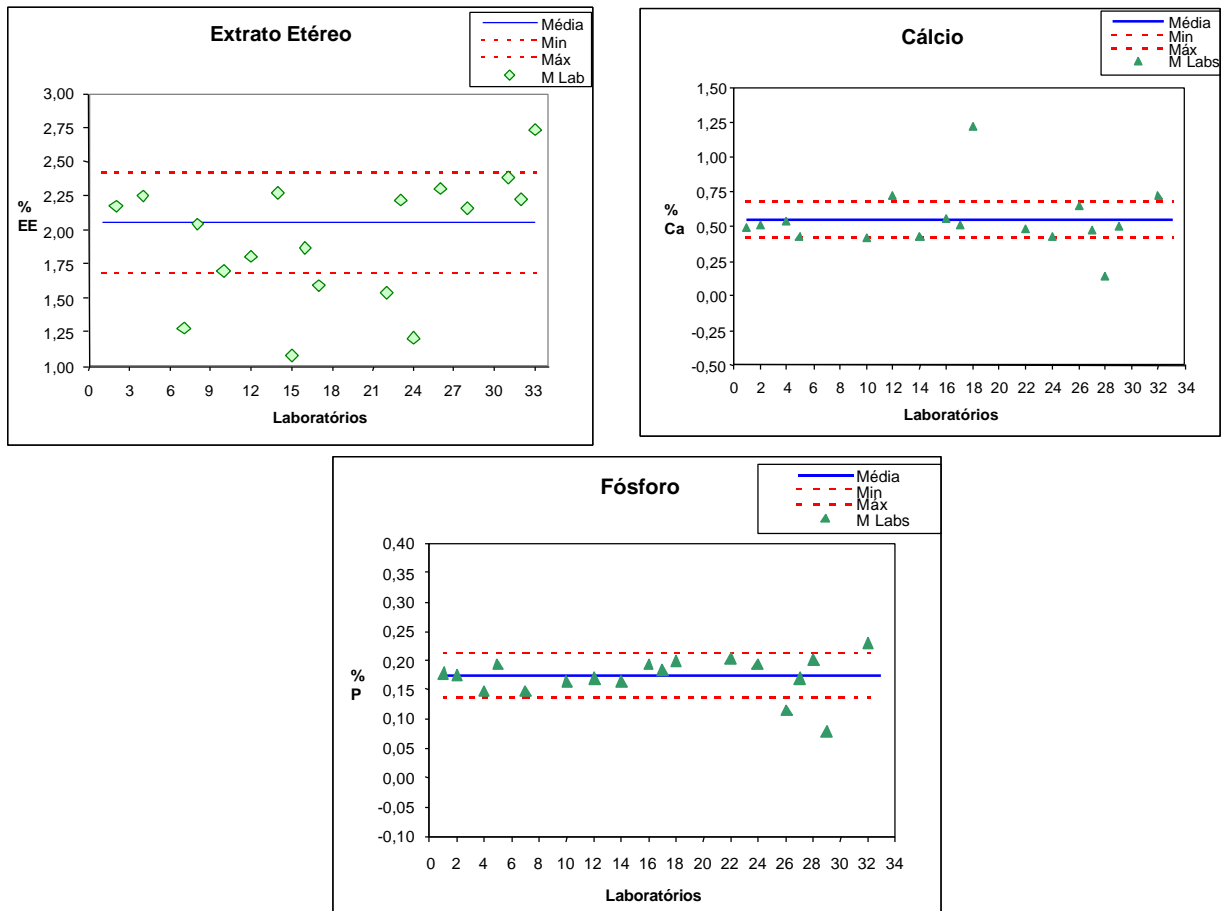 Extrato Etéreo
Média
Min
Máx
M Lab
%
EE
3,00
2,75
2,50
2,25
2,00
1,75
1,50
1,25
1,00
0 3 6 9 12 15 18 21 24 27 30 33
Laboratórios
Cálcio
Média
Min
Máx
M Labs
%
Ca
1,50
1,25
1,00
0,75
0,50
0,25
0,00
-0,25
-0,50
0 2 4 6 8 10 12 14 16 18 20 22 24 26 28 30 32 34
Laboratórios
Fósforo
Média
Min
Máx
M Labs
%
P
0,40
0,35
0,30
0,25
0,20
0,15
0,10
0,05
0,00
-0,05
-0,10
0 2 4 6 8 10 12 14 16 18 20 22 24 26 28 30 32 34
Laboratórios